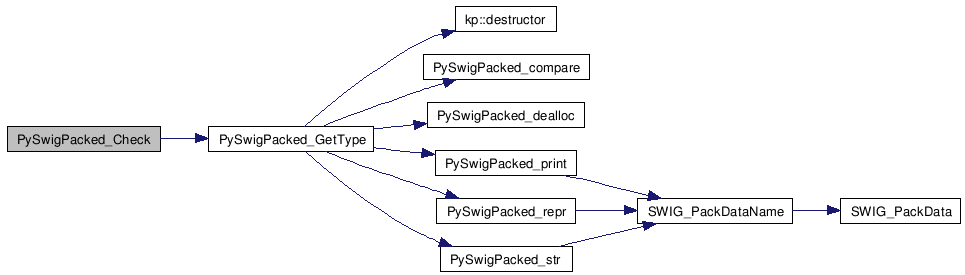 kp::destructor
PySwigPacked_compare
PySwigPacked_dealloc
PySwigPacked_Check
PySwigPacked_GetType
PySwigPacked_print
PySwigPacked_repr
SWIG_PackDataName
SWIG_PackData
PySwigPacked_str